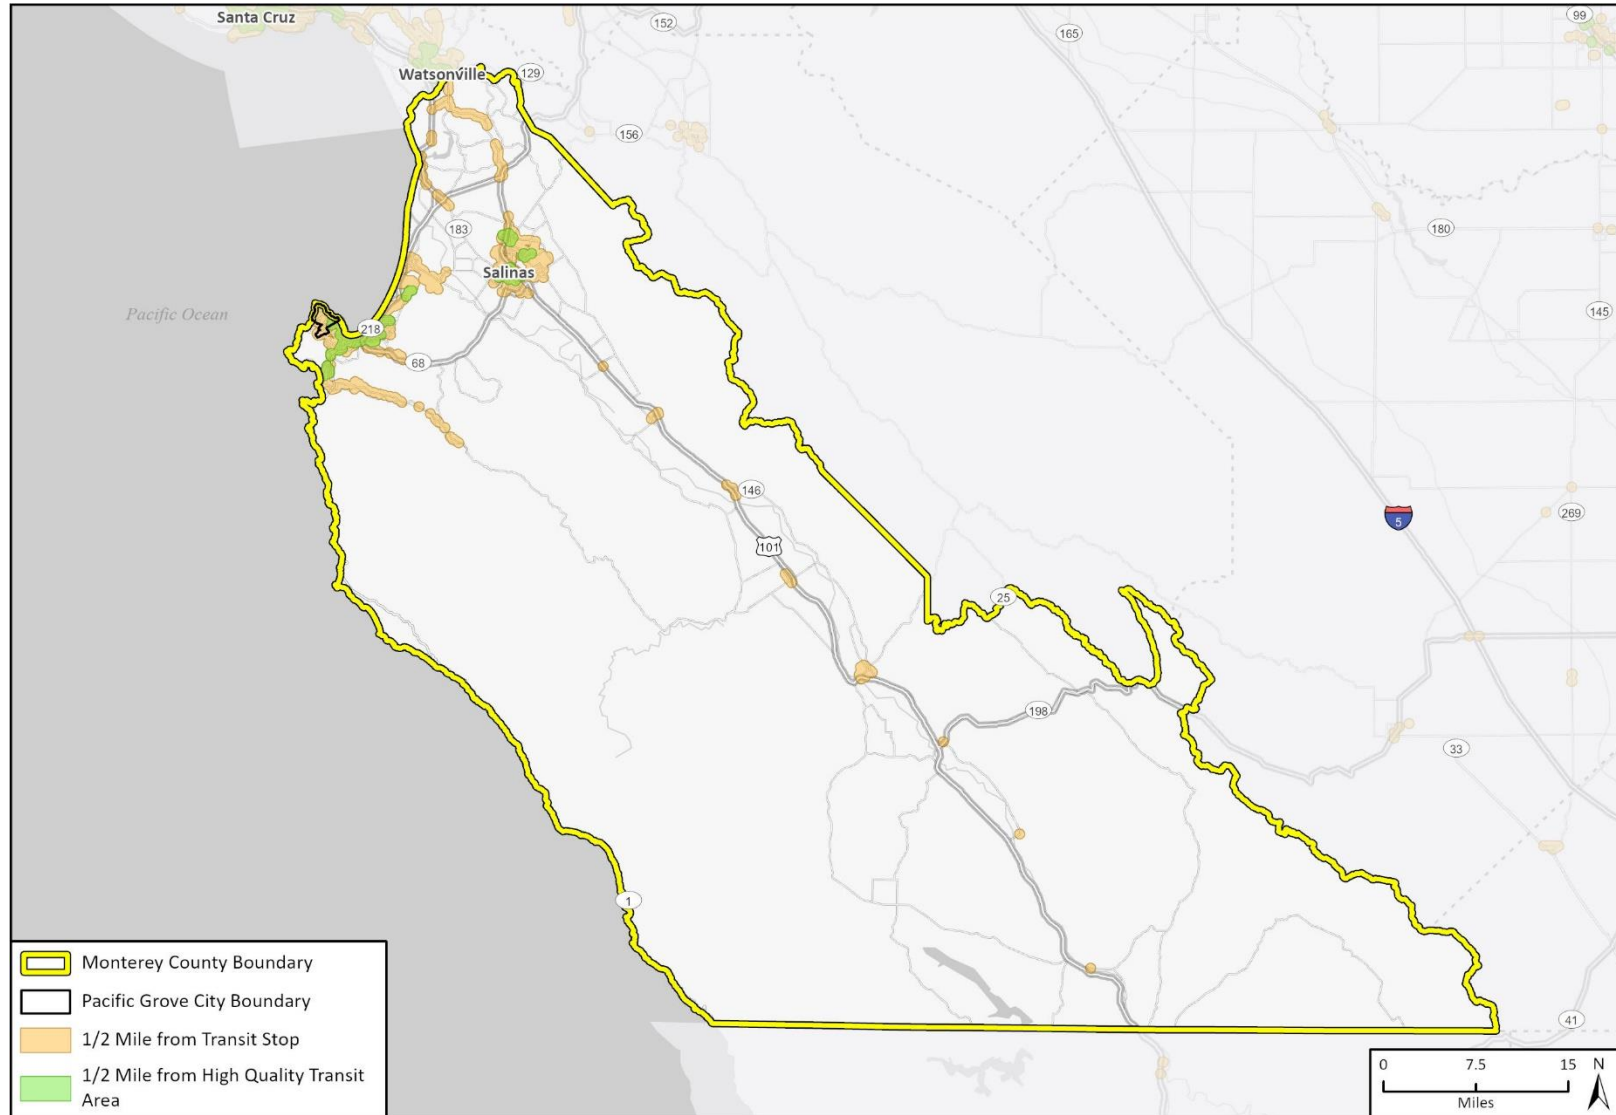 Santa Cruz
152
165
99
Watsonville
129
156
183
180
Salinas
Pacific Ocean
218
145
68
146
5
269
101
25
198
33
1
41
Monterey County Boundary
Pacific Grove City Boundary
1/2 Mile from Transit Stop
1/2 Mile from High Quality Transit
Area
0 7.5 15 N
Miles